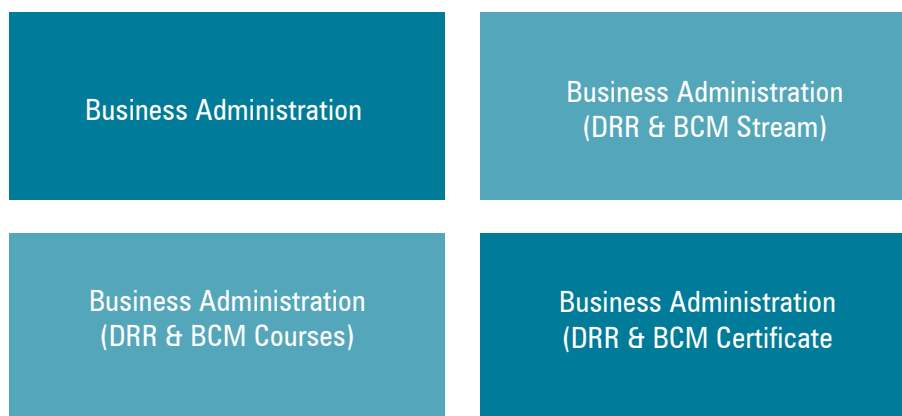 Business Administration
Business Administration
(DRR & BCM Stream)
Business Administration
(DRR & BCM Courses)
Business Administration
(DRR & BCM Certificate